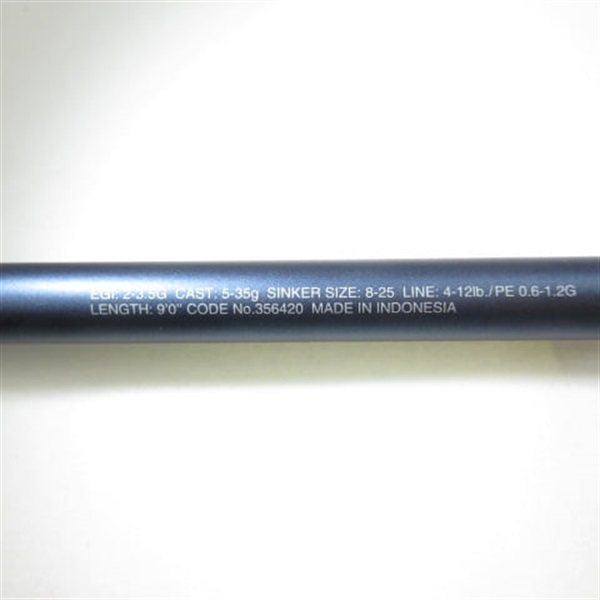 EGI: 2-3.5G CAST: 5-35g SINKER SIZE: 8-25 LINE: 4-12lb./PE 0.6-1.2G
LENGTH: 9'0" CODE No.356420 MADE IN INDONESIA